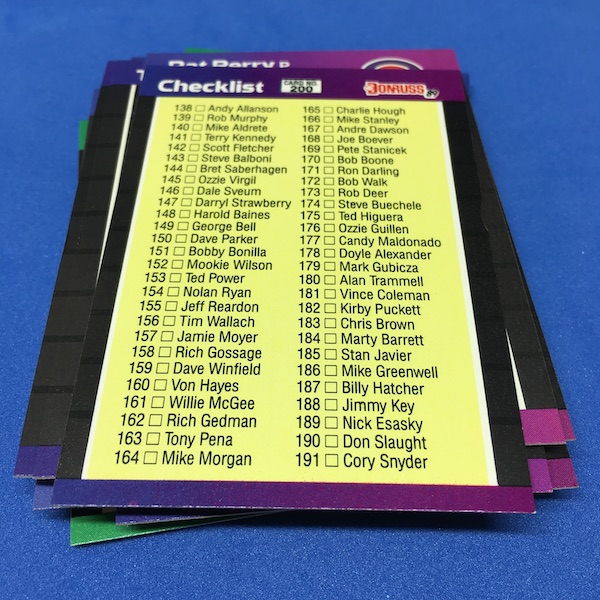 Pat Perry P
Checklist CARD NO. 200 DONRUSS 89
138 Andy Allanson
139 Rob Murphy
140 Mike Aldrete
141 Terry Kennedy
142 Scott Fletcher
143 Steve Balboni
144 Bret Saberhagen
145 Ozzie Virgil
146 Dale Sveum
147 Darryl Strawberry
148 Harold Baines
149 George Bell
150 Dave Parker
151 Bobby Bonilla
152 Mookie Wilson
153 Ted Power
154 Nolan Ryan
155 Jeff Reardon
156 Tim Wallach
157 Jamie Moyer
158 Rich Gossage
159 Dave Winfield
160 Von Hayes
161 Willie McGee
162 Rich Gedman
163 Tony Pena
164 Mike Morgan
165 Charlie Hough
166 Mike Stanley
167 Andre Dawson
168 Joe Boever
169 Pete Stanicek
170 Bob Boone
171 Ron Darling
172 Bob Walk
173 Rob Deer
174 Steve Buechele
175 Ted Higuera
176 Ozzie Guillen
177 Candy Maldonado
178 Doyle Alexander
179 Mark Gubicza
180 Alan Trammell
181 Vince Coleman
182 Kirby Puckett
183 Chris Brown
184 Marty Barrett
185 Stan Javier
186 Mike Greenwell
187 Billy Hatcher
188 Jimmy Key
189 Nick Esasky
190 Don Slaught
191 Cory Snyder